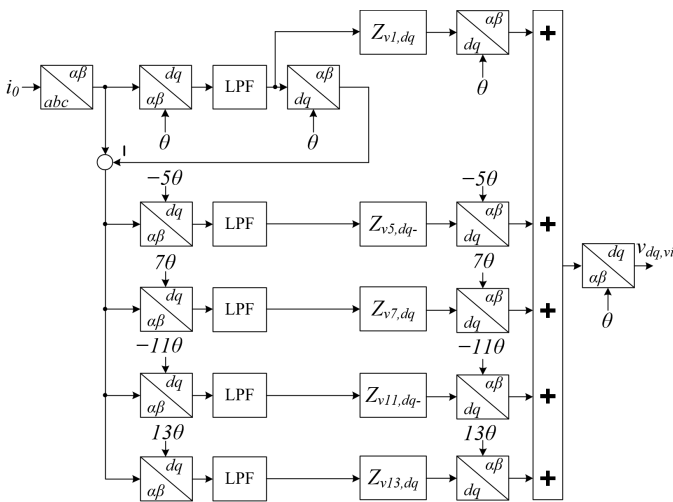 i0 abc αβ αβ dq LPF dq αβ Zv1,dq dq αβ +
θ θ θ
−5θ −5θ
αβ dq LPF Zv5,dq- dq αβ +
7θ 7θ
αβ dq LPF Zv7,dq dq αβ +
αβ dq vdq,vi
θ
−11θ −11θ
αβ dq LPF Zv11,dq- dq αβ +
13θ 13θ
αβ dq LPF Zv13,dq dq αβ +